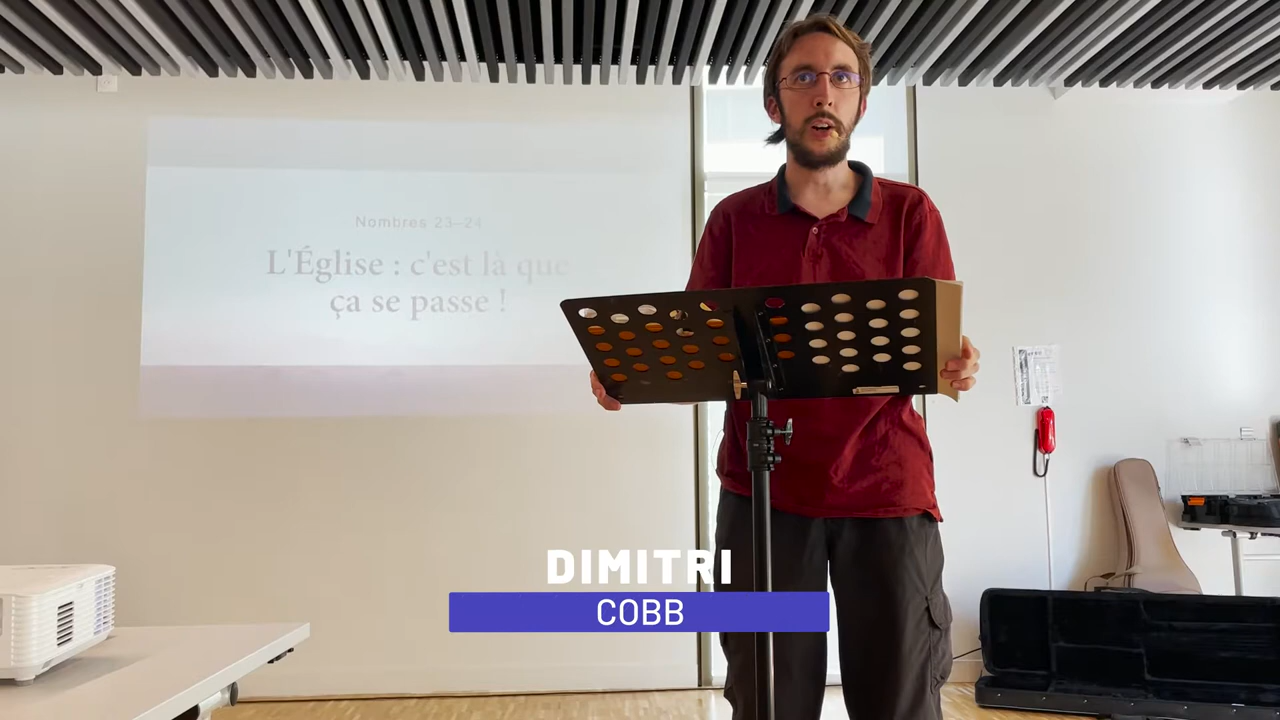 Nombres 23–24
L'Église : c'est là que
ça se passe !
DIMITRI
COBB